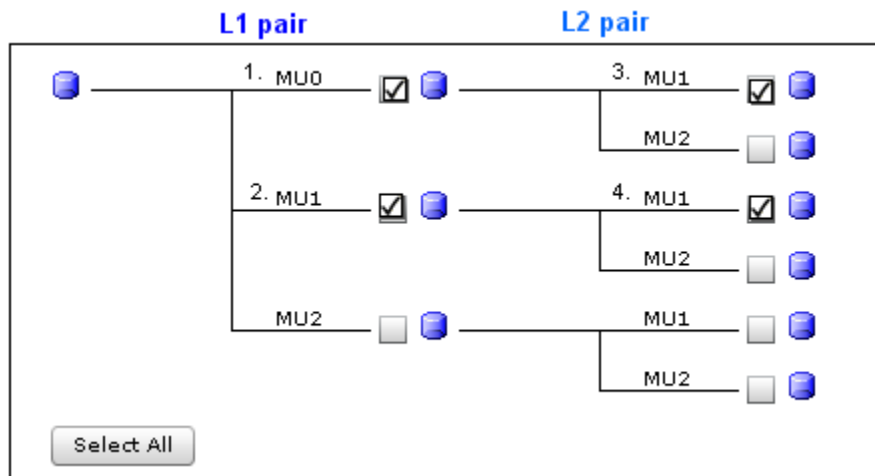 L1 pair L2 pair
1. MU0 3. MU1
MU2
2. MU1 4. MU1
MU2
MU2 MU1
MU2
Select All